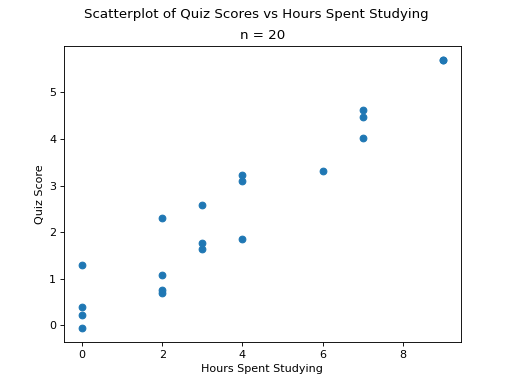 Scatterplot of Quiz Scores vs Hours Spent Studying
n = 20
5
4
3
2
1
0
Quiz Score
0 2 4 6 8
Hours Spent Studying